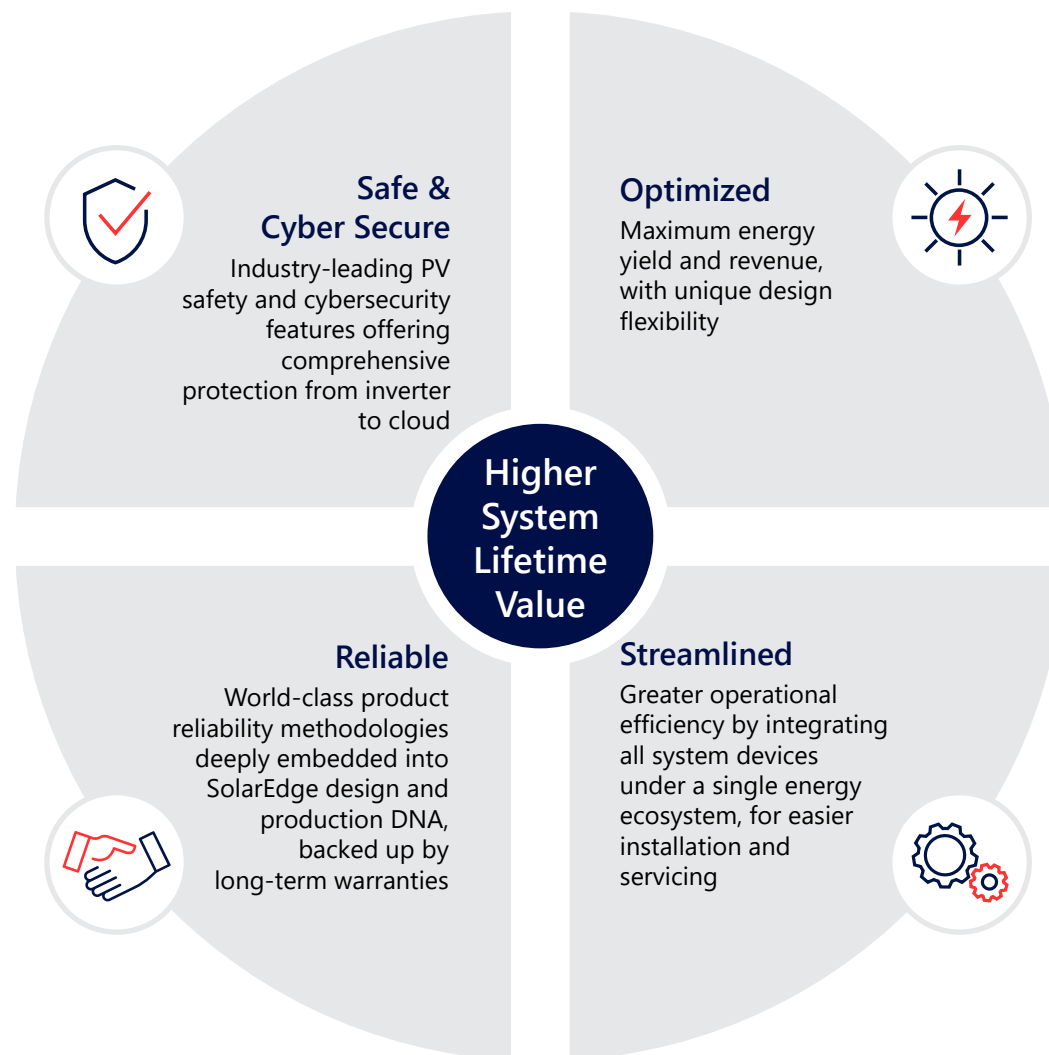 Safe &
Cyber Secure
Industry-leading PV
safety and cybersecurity
features offering
comprehensive
protection from inverter
to cloud
Optimized
Maximum energy
yield and revenue,
with unique design
flexibility
Higher
System
Lifetime
Value
Reliable
World-class product
reliability methodologies
deeply embedded into
SolarEdge design and
production DNA,
backed up by
long-term warranties
Streamlined
Greater operational
efficiency by integrating
all system devices
under a single energy
ecosystem, for easier
installation and
servicing